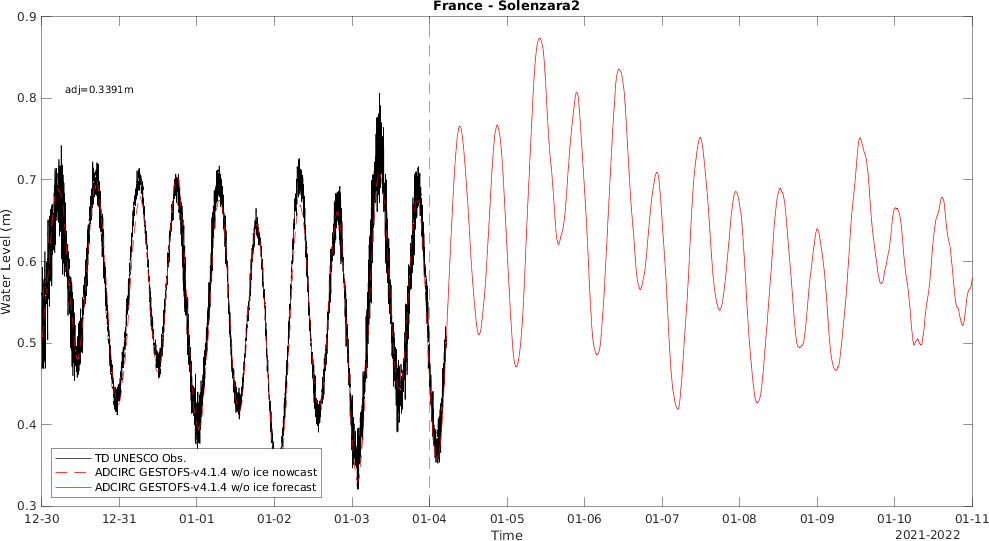 France - Solenzara2
0.9
0.8
0.7
0.6
0.5
0.4
0.3
Water Level (m)
adj=0.3391m
TD UNESCO Obs.
ADCIRC GESTOFS-v4.1.4 w/o ice nowcast
ADCIRC GESTOFS-v4.1.4 w/o ice forecast
12-30 12-31 01-01 01-02 01-03 01-04 01-05 01-06 01-07 01-08 01-09 01-10 01-11
Time
2021-2022